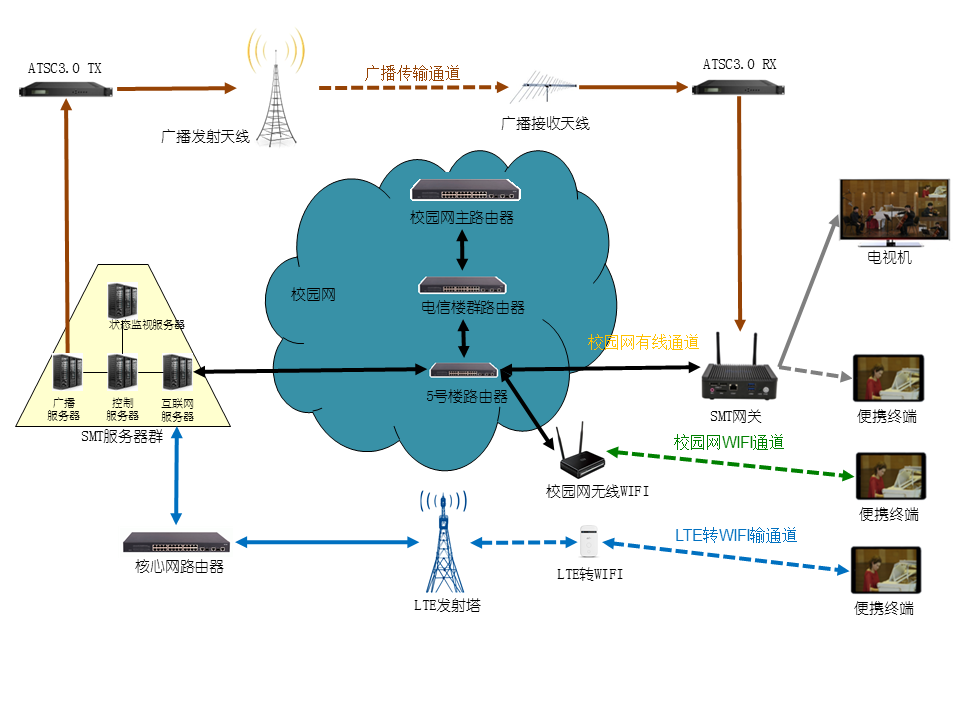 ATSC3.0 TX
广播发射天线
广播传输通道
广播接收天线
ATSC3.0 RX
校园网主路由器
校园网
电信楼群路由器
5号楼路由器
校园网有线通道
电视机
状态监视服务器
广播
服务器
控制
服务器
互联网
服务器
SMT服务器群
SMT网关
便携终端
校园网WIFI通道
校园网无线WIFI
便携终端
核心网路由器
LTE发射塔
LTE转WIFI
LTE转WIFI输通道
便携终端